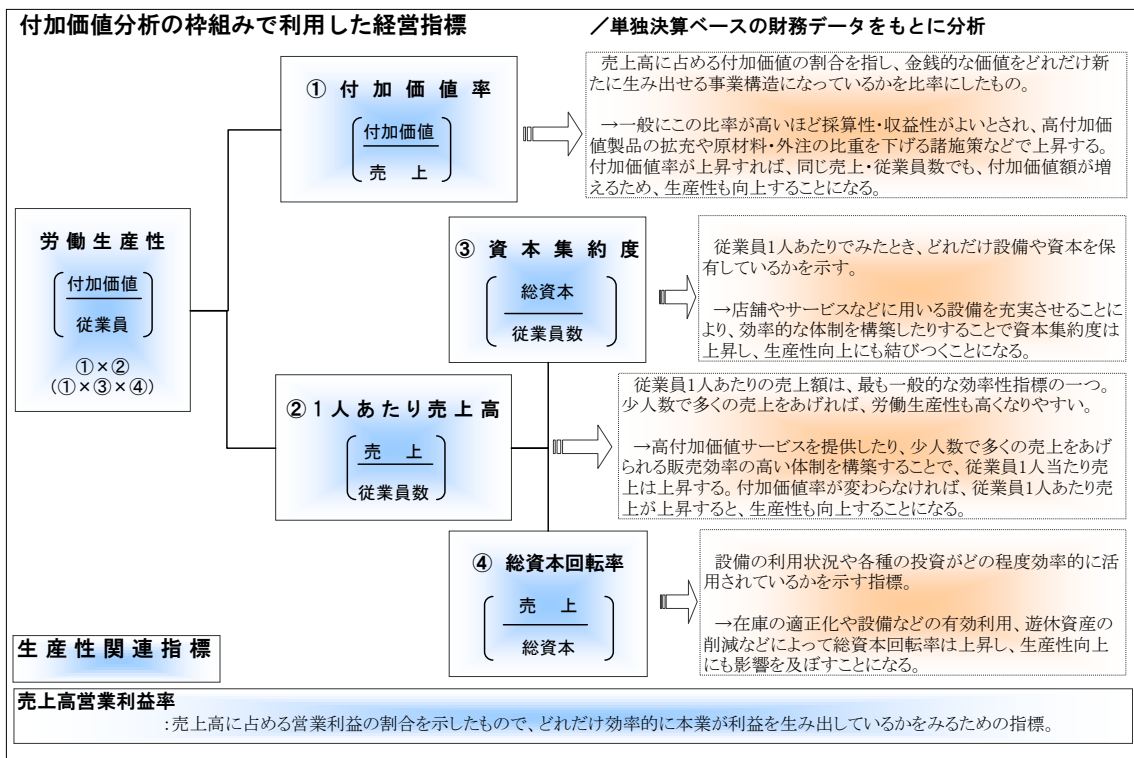 付加価値分析の枠組みで利用した経営指標
／単独決算ベースの財務データをもとに分析
① 付加価値率
付加価値
売　上
売上高に占める付加価値の割合を指し、金銭的な価値をどれだけ新
たに生み出せる事業構造になっているかを比率にしたもの。
→一般にこの比率が高いほど採算性・収益性がよいとされ、高付加価
値製品の拡充や原材料・外注の比重を下げる諸施策などで上昇する。
付加価値率が上昇すれば、同じ売上・従業員数でも、付加価値額が増
えるため、生産性も向上することになる。
労働生産性
付加価値
従業員
①×②
(①×③×④)
③ 資本集約度
総資本
従業員数
従業員1人あたりでみたとき、どれだけ設備や資本を保
有しているかを示す。
→店舗やサービスなどに用いる設備を充実させることに
より、効率的な体制を構築したりすることで資本集約度は
上昇し、生産性向上にも結びつくことになる。
②1人あたり売上高
売　上
従業員数
従業員1人あたりの売上額は、最も一般的な効率性指標の一つ。
少人数で多くの売上をあげれば、労働生産性も高くなりやすい。
→高付加価値サービスを提供したり、少人数で多くの売上をあげ
られる販売効率の高い体制を構築することで、従業員1人当たり売
上は上昇する。付加価値率が変わらなければ、従業員1人あたり売
上が上昇すると、生産性も向上することになる。
④ 総資本回転率
売　上
総資本
設備の利用状況や各種の投資がどの程度効率的に活
用されているかを示す指標。
→在庫の適正化や設備などの有効利用、遊休資産の
削減などによって総資本回転率は上昇し、生産性向上
にも影響を及ぼすことになる。
生産性関連指標
売上高営業利益率
：売上高に占める営業利益の割合を示したもので、どれだけ効率的に本業が利益を生み出しているかをみるための指標。